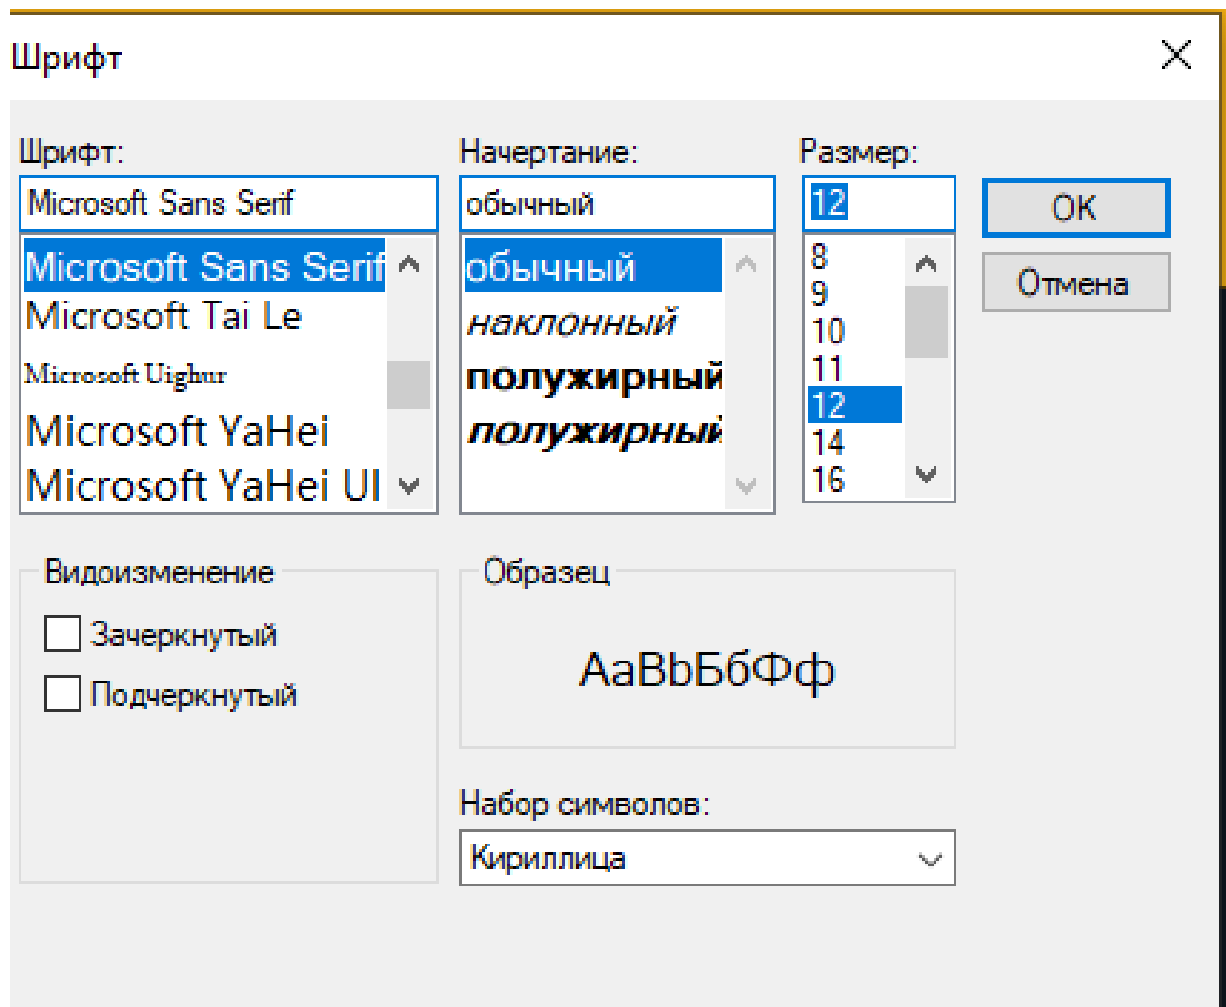 Шрифт
Шрифт:
Microsoft Sans Serif
Microsoft Sans Serif
Microsoft Tai Le
Microsoft Uighur
Microsoft YaHei
Microsoft YaHei UI
Начертание:
обычный
обычный
наклонный
полужирный
полужирный
Размер:
12
8
9
10
11
12
14
16
OK
Отмена
Видоизменение
Зачеркнутый
Подчеркнутый
Образец
АаBbБбФф
Набор символов:
Кириллица